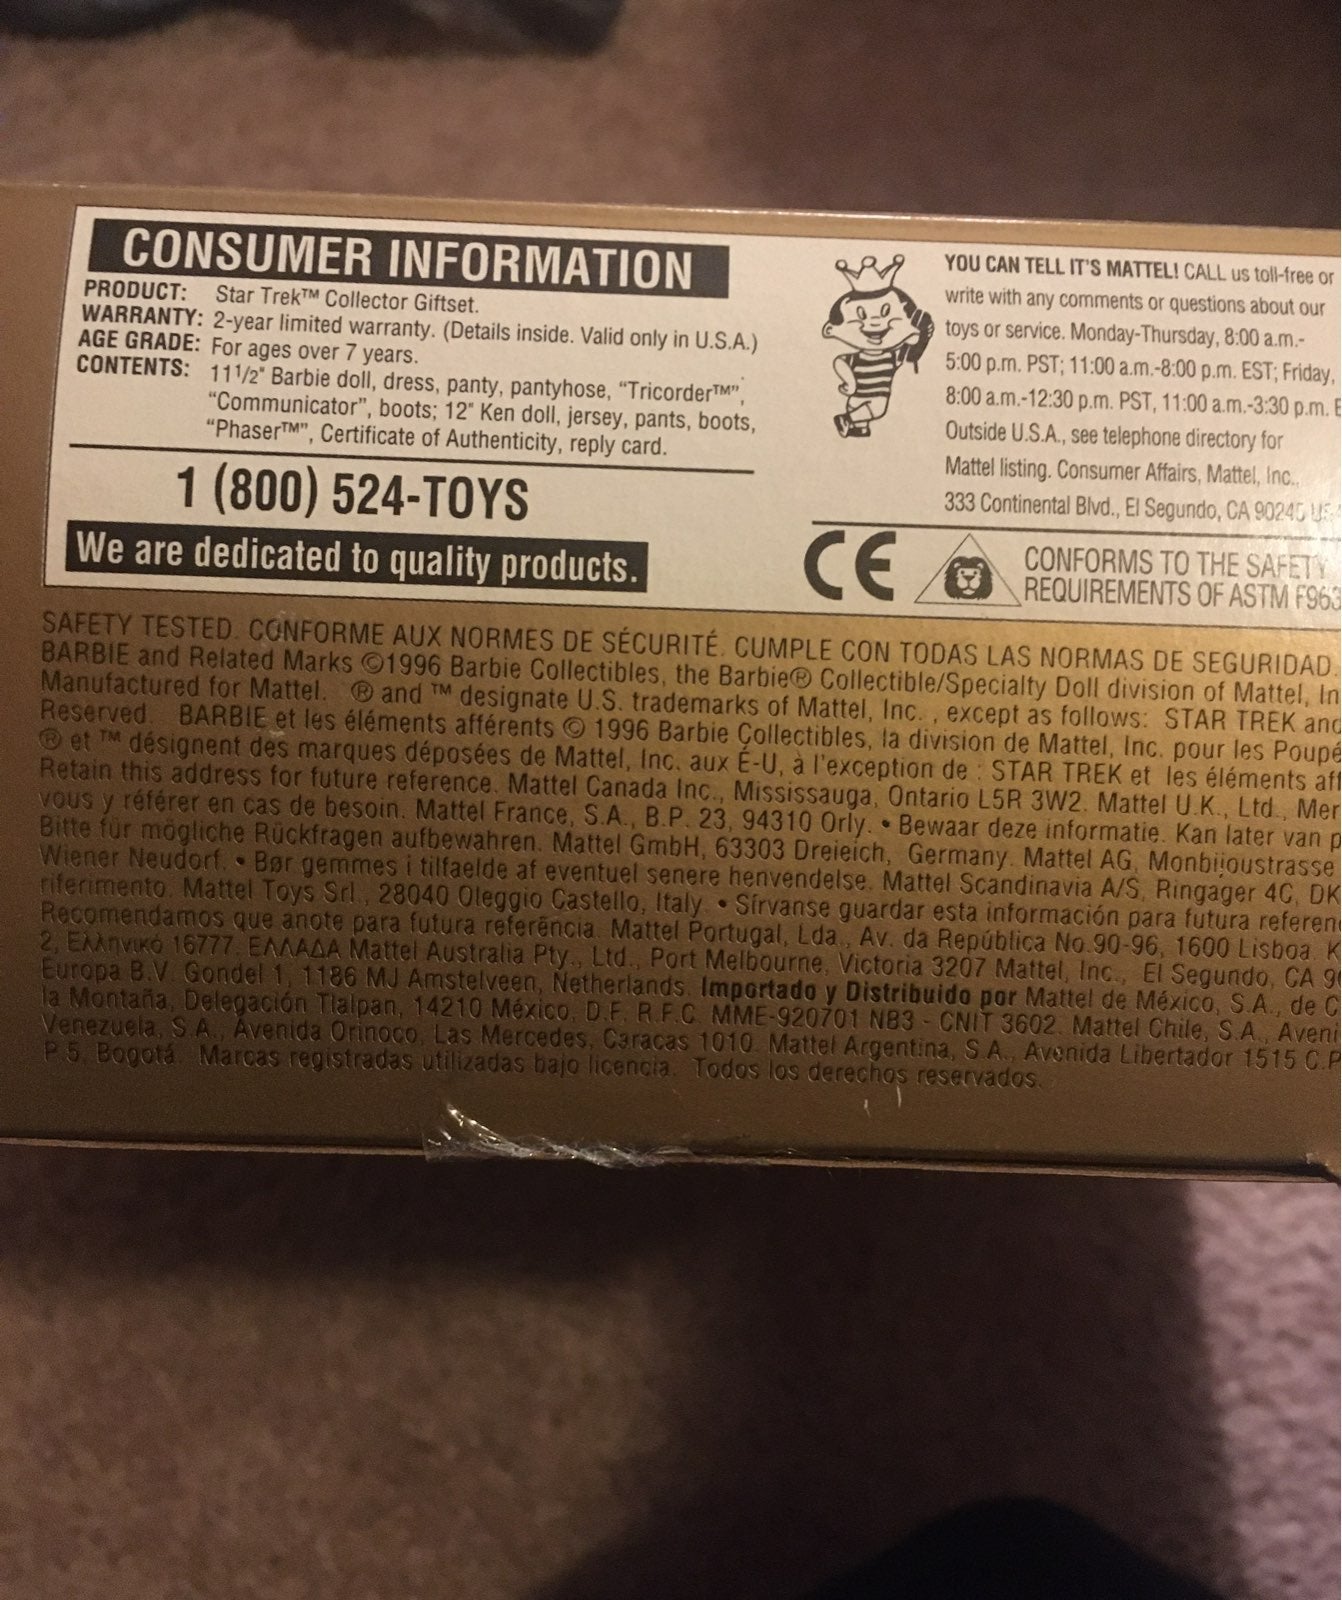 CONSUMER INFORMATION
PRODUCT: Star Trek™ Collector Giftset.
WARRANTY: 2-year limited warranty. (Details inside. Valid only in U.S.A.)
AGE GRADE: For ages over 7 years.
CONTENTS: 11 1/2" Barbie doll, dress, panty, pantyhose, “Tricorder™”,
“Communicator”, boots; 12" Ken doll, jersey, pants, boots,
“Phaser™”, Certificate of Authenticity, reply card.
1 (800) 524-TOYS
We are dedicated to quality products.
YOU CAN TELL IT'S MATTEL! CALL us toll-free or
write with any comments or questions about our
toys or service. Monday-Thursday, 8:00 a.m.-
5:00 p.m. PST; 11:00 a.m.-8:00 p.m. EST; Friday,
8:00 a.m.-12:30 p.m. PST, 11:00 a.m.-3:30 p.m. E
Outside U.S.A., see telephone directory for
Mattel listing. Consumer Affairs, Mattel, Inc.,
333 Continental Blvd., El Segundo, CA 90245
CE
CONFORMS TO THE SAFETY
REQUIREMENTS OF ASTM F963
SAFETY TESTED. CONFORME AUX NORMES DE SÉCURITÉ. CUMPLE CON TODAS LAS NORMAS DE SEGURIDAD.
BARBIE and Related Marks ©1996 Barbie Collectibles, the Barbie® Collectible/Specialty Doll division of Mattel, In
Manufactured for Mattel. ® and ™ designate U.S. trademarks of Mattel, Inc. , except as follows: STAR TREK and
Reserved. BARBIE et les éléments afférents © 1996 Barbie Collectibles, la division de Mattel, Inc. pour les Poupé
® et ™ désignent des marques déposées de Mattel, Inc. aux É-U, à l'exception de : STAR TREK et les éléments aff
Retain this address for future reference. Mattel Canada Inc., Mississauga, Ontario L5R 3W2. Mattel U.K., Ltd., Mer
vous y référer en cas de besoin. Mattel France, S.A., B.P. 23, 94310 Orly. • Bewaar deze informatie. Kan later van p
Bitte für mögliche Rückfragen aufbewahren. Mattel GmbH, 63303 Dreieich, Germany. Mattel AG, Monbijoustrasse
Wiener Neudorf. • Bør gemmes i tilfaelde af eventuel senere henvendelse. Mattel Scandinavia A/S, Ringager 4C, DK
riferimento. Mattel Toys Srl., 28040 Oleggio Castello, Italy. • Sírvanse guardar esta información para futura referen
Recomendamos que anote para futura referência. Mattel Portugal, Lda., Av. da República No.90-96, 1600 Lisboa. K
2, Ελληνικό 16777. ΕΛΛΑΔΑ Mattel Australia Pty., Ltd., Port Melbourne, Victoria 3207 Mattel, Inc., El Segundo, CA 9
Europa B.V. Gondel 1, 1186 MJ Amstelveen, Netherlands. Importado y Distribuido por Mattel de México, S.A., de C
la Montaña, Delegación Tlalpan, 14210 México, D.F. R.F.C. MME-920701 NB3 - CNIT 3602. Mattel Chile, S.A., Aveni
Venezuela, S.A., Avenida Orinoco, Las Mercedes, Caracas 1010. Mattel Argentina, S.A., Avenida Libertador 1515 C.P
P.5, Bogotá. Marcas registradas utilizadas bajo licencia. Todos los derechos reservados.